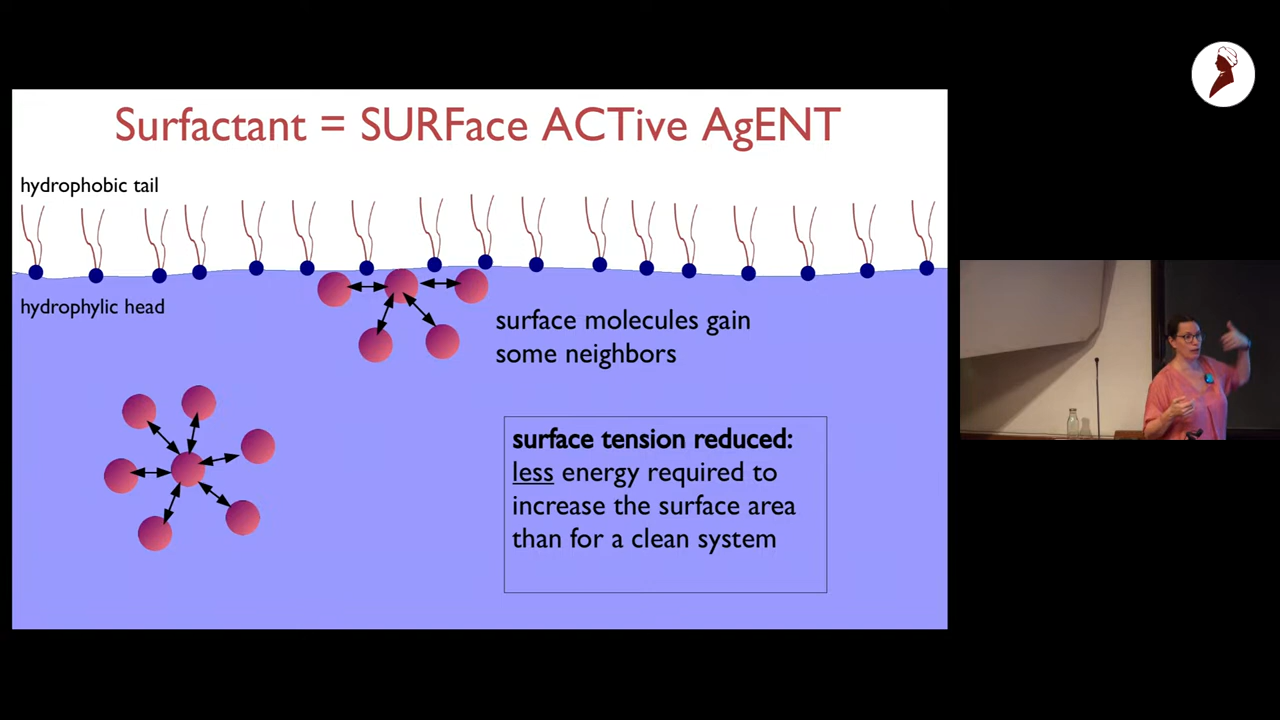 Surfactant = SURFace ACTive AgENT
hydrophobic tail
hydrophylic head
surface molecules gain
some neighbors
surface tension reduced:
less energy required to
increase the surface area
than for a clean system